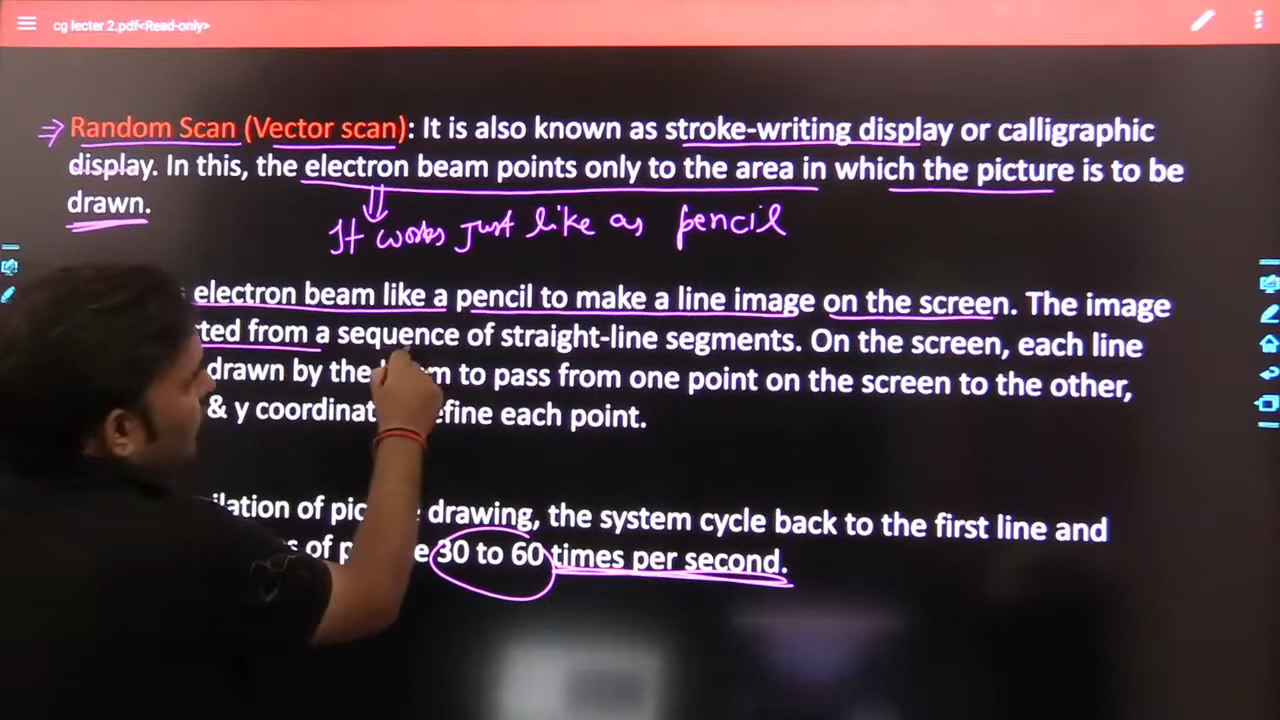 cg lecter 2.pdf<Read-only>
⇒ Random Scan (Vector scan): It is also known as stroke-writing display or calligraphic
display. In this, the electron beam points only to the area in which the picture is to be
drawn.
It works just like as pencil
electron beam like a pencil to make a line image on the screen. The image
from a sequence of straight-line segments. On the screen, each line
drawn by the to pass from one point on the screen to the other,
& y each point.
of drawing, the system cycle back to the first line and
of 30 to 60 times per second.